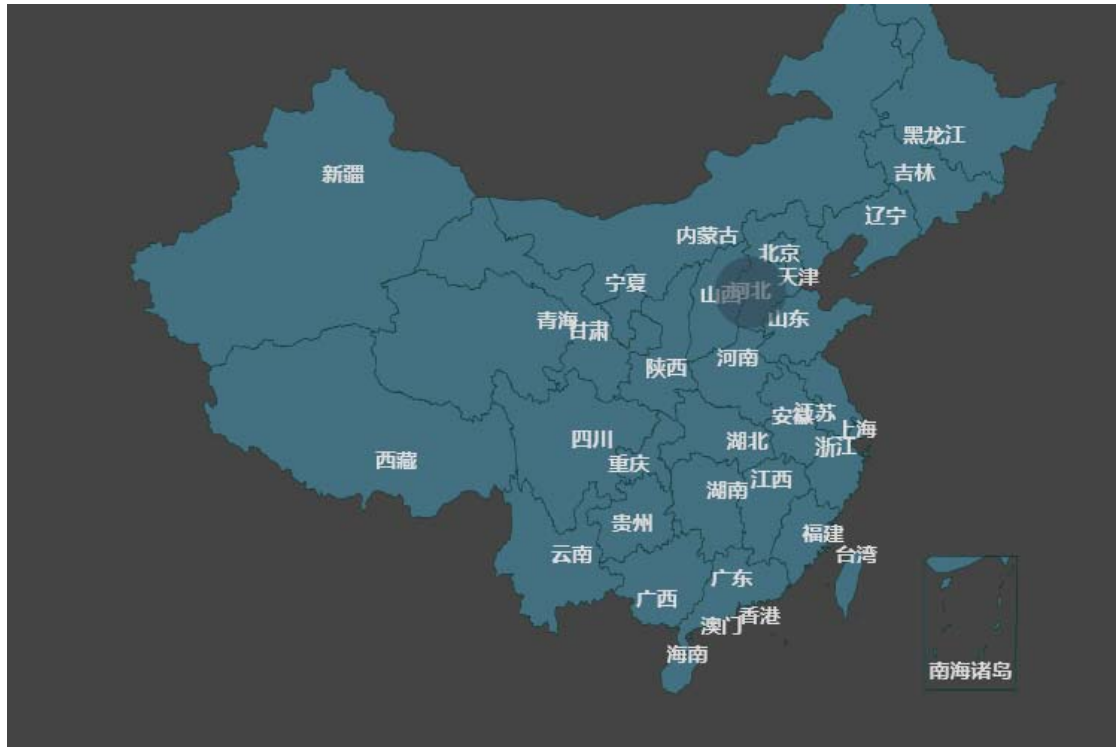 黑龙江
吉林
新疆
辽宁
内蒙古
北京
天津
宁夏
山西
河北
青海
甘肃
山东
河南
陕西
安徽
江苏
上海
浙江
四川
湖北
重庆
西藏
湖南
江西
贵州
福建
云南
台湾
广东
广西
香港
澳门
海南
南海诸岛